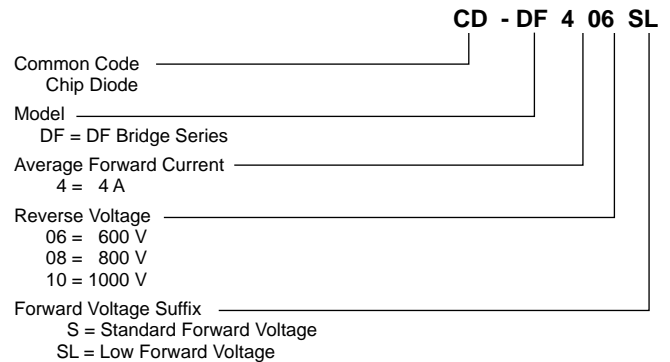 CD - DF 4 06 SL
Common Code
Chip Diode
Model
DF = DF Bridge Series
Average Forward Current
4 = 4 A
Reverse Voltage
06 = 600 V
08 = 800 V
10 = 1000 V
Forward Voltage Suffix
S = Standard Forward Voltage
SL = Low Forward Voltage